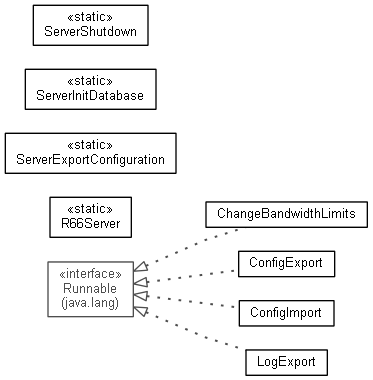 «static»
ServerShutdown
«static»
ServerInitDatabase
«static»
ServerExportConfiguration
«static»
R66Server
«interface»
Runnable
(java.lang)
ChangeBandwidthLimits
ConfigExport
ConfigImport
LogExport